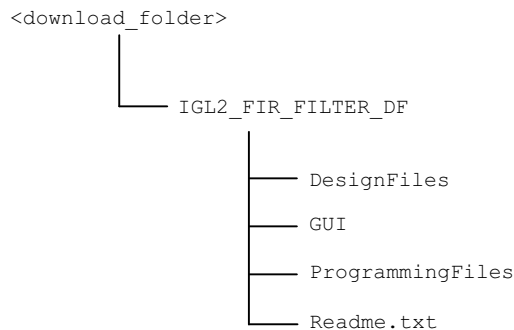 <download_folder>
IGL2_FIR_FILTER_DF
DesignFiles
GUI
ProgrammingFiles
Readme.txt